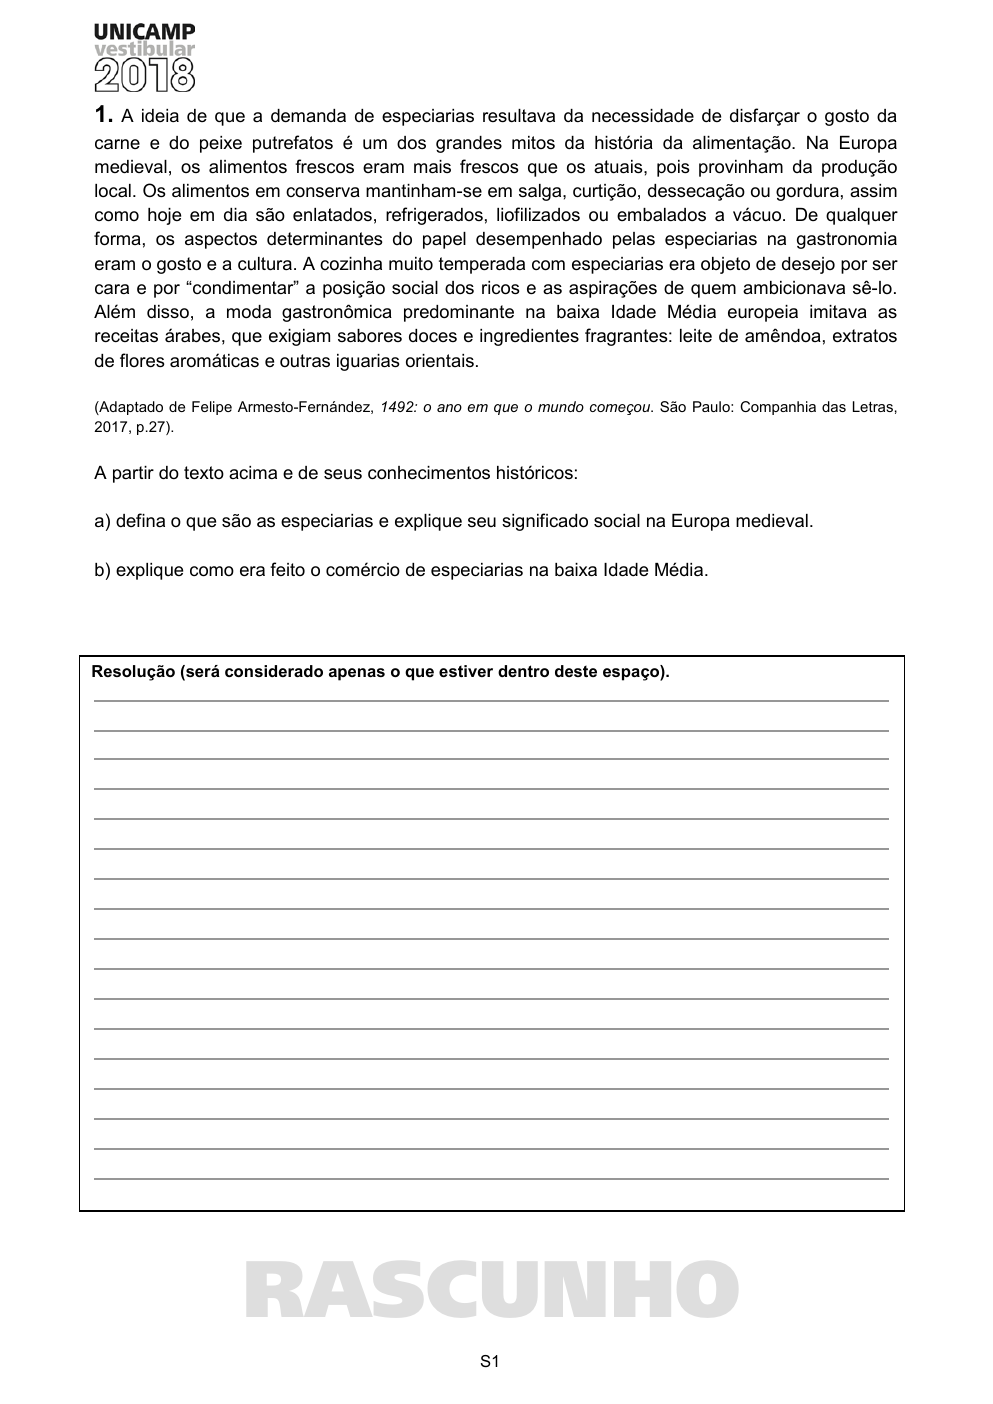 UNICAMP
vestibular
2018
1. A ideia de que a demanda de especiarias resultava da necessidade de disfarçar o gosto da
carne e do peixe putrefatos é um dos grandes mitos da história da alimentação. Na Europa
medieval, os alimentos frescos eram mais frescos que os atuais, pois provinham da produção
local. Os alimentos em conserva mantinham-se em salga, curtição, dessecação ou gordura, assim
como hoje em dia são enlatados, refrigerados, liofilizados ou embalados a vácuo. De qualquer
forma, os aspectos determinantes do papel desempenhado pelas especiarias na gastronomia
eram o gosto e a cultura. A cozinha muito temperada com especiarias era objeto de desejo por ser
cara e por “condimentar” a posição social dos ricos e as aspirações de quem ambicionava sê-lo.
Além disso, a moda gastronômica predominante na baixa Idade Média europeia imitava as
receitas árabes, que exigiam sabores doces e ingredientes fragrantes: leite de amêndoa, extratos
de flores aromáticas e outras iguarias orientais.
(Adaptado de Felipe Armesto-Fernández, 1492: o ano em que o mundo começou. São Paulo: Companhia das Letras,
2017, p.27).
A partir do texto acima e de seus conhecimentos históricos:
a) defina o que são as especiarias e explique seu significado social na Europa medieval.
b) explique como era feito o comércio de especiarias na baixa Idade Média.
Resolução (será considerado apenas o que estiver dentro deste espaço).
RASCUNHO
S1